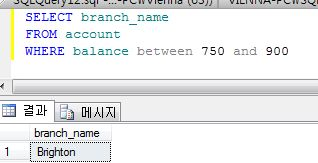 SQLQuery12.sql -...-PCWVienna (63))
VIENNA-PCWSQL
SELECT branch_name
FROM account
WHERE balance between 750 and 900
결과
메시지
branch_name
1 Brighton